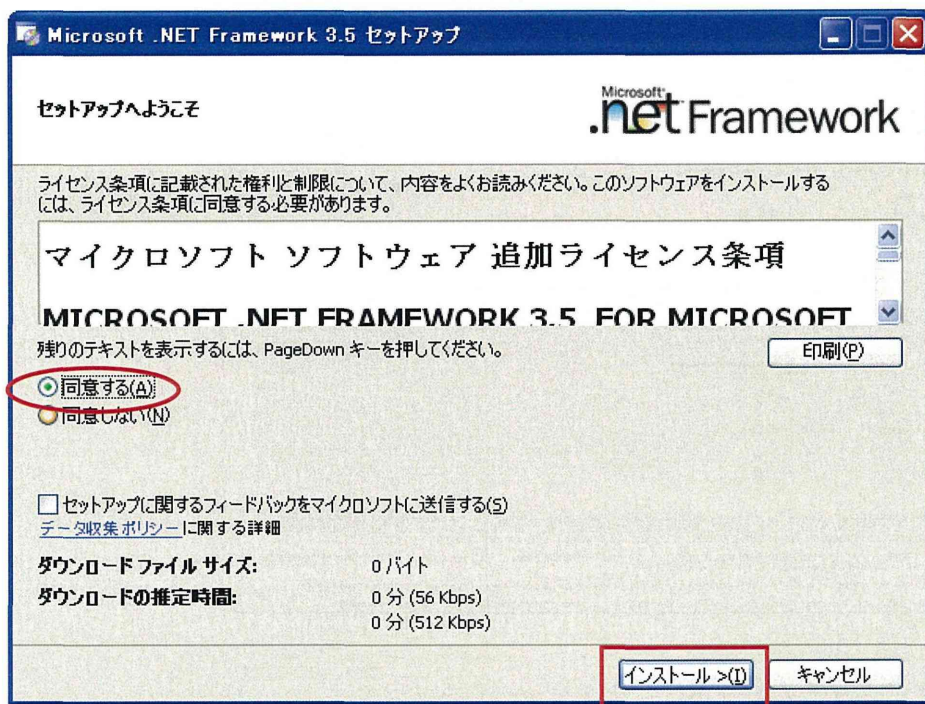 Microsoft .NET Framework 3.5 セットアップ
セットアップへようこそ
Microsoft
.net Framework
ライセンス条項に記載された権利と制限について、内容をよくお読みください。このソフトウェアをインストールする
には、ライセンス条項に同意する必要があります。
マイクロソフト ソフトウェア 追加ライセンス条項
MICROSOFT .NET FRAMEWORK 3.5 FOR MICROSOFT
残りのテキストを表示するには、PageDown キーを押してください。
印刷(P)
同意する(A)
同意しない(N)
セットアップに関するフィードバックをマイクロソフトに送信する(S)
データ収集ポリシーに関する詳細
ダウンロード ファイル サイズ: 0 バイト
ダウンロードの推定時間: 0 分 (56 Kbps)
0 分 (512 Kbps)
インストール >(I) キャンセル